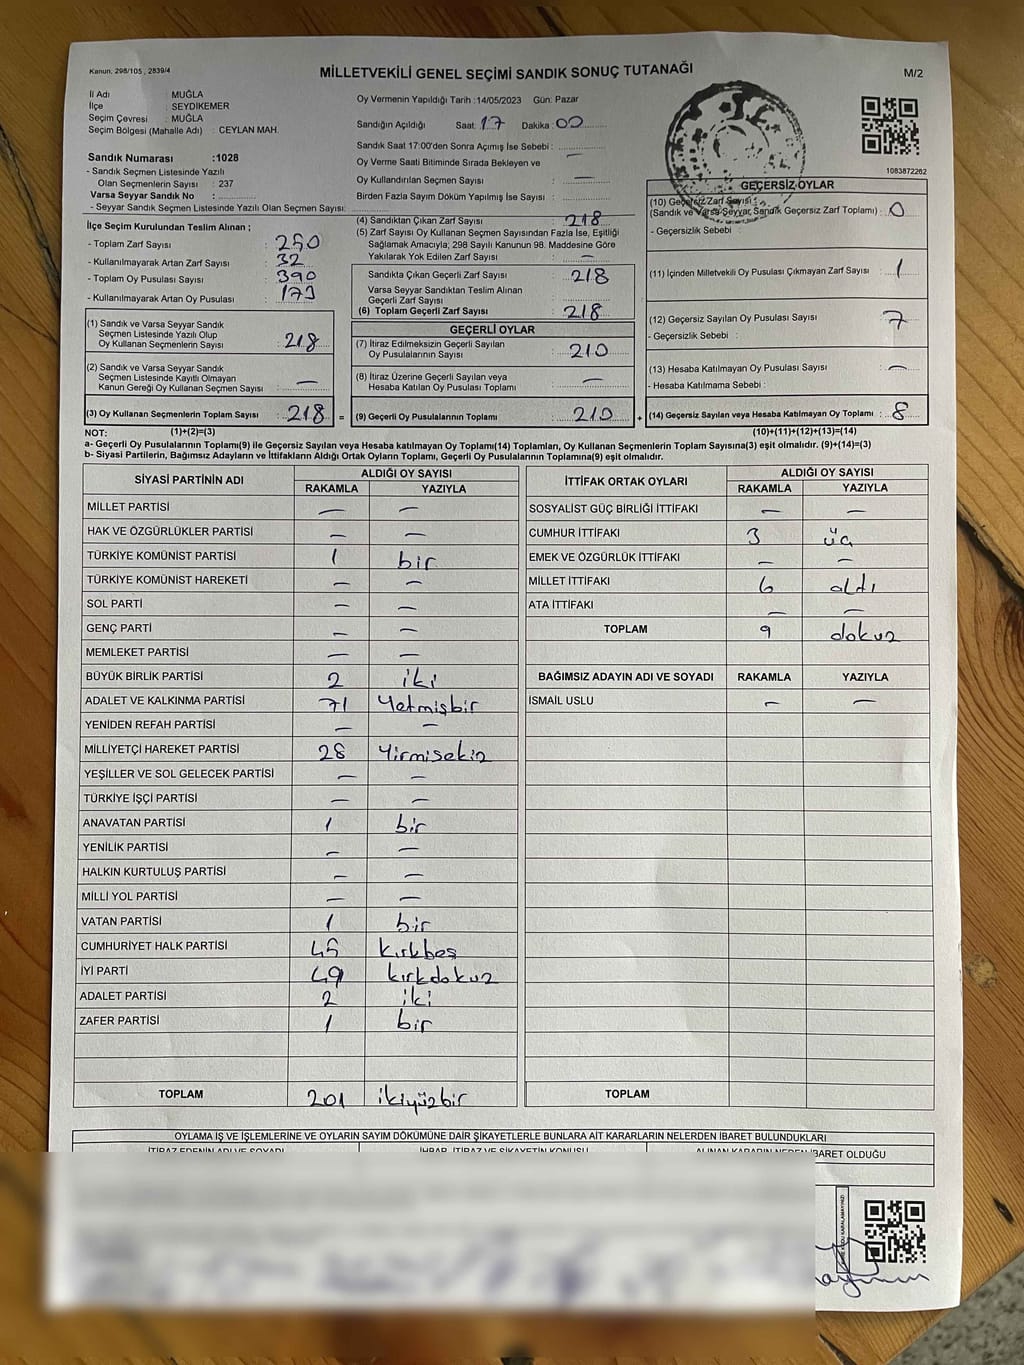 Kanun: 298/105 , 2839/4
MİLLETVEKİLİ GENEL SEÇİMİ SANDIK SONUÇ TUTANAĞI
M/2
İl Adı : MUĞLA
İlçe : SEYDİKEMER
Seçim Çevresi : MUĞLA
Seçim Bölgesi (Mahalle Adı) : CEYLAN MAH.
Oy Vermenin Yapıldığı Tarih :14/05/2023 Gün: Pazar
Sandığın Açıldığı Saat: 17 Dakika: 00
Sandık Saat 17:00'den Sonra Açımış İse Sebebi : —
Oy Verme Saati Bitiminde Sırada Bekleyen ve
Oy Kullandırılan Seçmen Sayısı : —
Birden Fazla Sayım Döküm Yapılmış İse Sayısı :
1083872262
Sandık Numarası :1028
- Sandık Seçmen Listesinde Yazılı
Olan Seçmenlerin Sayısı : 237
Varsa Seyyar Sandık No :
- Seyyar Sandık Seçmen Listesinde Yazılı Olan Seçmen Sayısı:
İlçe Seçim Kurulundan Teslim Alınan ;
- Toplam Zarf Sayısı : 250
- Kullanılmayarak Artan Zarf Sayısı : 32
- Toplam Oy Pusulası Sayısı : 390
- Kullanılmayarak Artan Oy Pusulası : 173
(1) Sandık ve Varsa Seyyar Sandık
Seçmen Listesinde Yazılı Olup
Oy Kullanan Seçmenlerin Sayısı : 218
(2) Sandık ve Varsa Seyyar Sandık
Seçmen Listesinde Kayıtlı Olmayan
Kanun Gereği Oy Kullanan Seçmen Sayısı : —
(3) Oy Kullanan Seçmenlerin Toplam Sayısı : 218 =
(4) Sandıktan Çıkan Zarf Sayısı : 218
(5) Zarf Sayısı Oy Kullanan Seçmen Sayısından Fazla İse, Eşitliği
Sağlamak Amacıyla; 298 Sayılı Kanunun 98. Maddesine Göre
Yakılarak Yok Edilen Zarf Sayısı : —
Sandıkta Çıkan Geçerli Zarf Sayısı : 218
Varsa Seyyar Sandıktan Teslim Alınan
Geçerli Zarf Sayısı :
(6) Toplam Geçerli Zarf Sayısı : 218
GEÇERLİ OYLAR
(7) İtiraz Edilmeksizin Geçerli Sayılan
Oy Pusulalarının Sayısı : 210
(8) İtiraz Üzerine Geçerli Sayılan veya
Hesaba Katılan Oy Pusulası Toplamı : —
(9) Geçerli Oy Pusulalarının Toplamı : 210 +
GEÇERSİZ OYLAR
(10) Geçersiz Zarf Sayısı :
(Sandık ve Varsa Seyyar Sandık Geçersiz Zarf Toplamı) : 0
- Geçersizlik Sebebi :
(11) İçinden Milletvekili Oy Pusulası Çıkmayan Zarf Sayısı : 1
(12) Geçersiz Sayılan Oy Pusulası Sayısı : 7
- Geçersizlik Sebebi :
(13) Hesaba Katılmayan Oy Pusulası Sayısı : —
- Hesaba Katılmama Sebebi :
(14) Geçersiz Sayılan veya Hesaba Katılmayan Oy Toplamı : 8
NOT: (1)+(2)=(3) (10)+(11)+(12)+(13)=(14)
a- Geçerli Oy Pusulalarının Toplamı(9) ile Geçersiz Sayılan veya Hesaba katılmayan Oy Toplamı(14) Toplamları, Oy Kullanan Seçmenlerin Toplam Sayısına(3) eşit olmalıdır. (9)+(14)=(3)
b- Siyasi Partilerin, Bağımsız Adayların ve İttifakların Aldığı Ortak Oyların Toplamı, Geçerli Oy Pusulalarının Toplamına(9) eşit olmalıdır.
SİYASİ PARTİNİN ADI ALDIĞI OY SAYISI
RAKAMLA YAZIYLA
MİLLET PARTİSİ — —
HAK VE ÖZGÜRLÜKLER PARTİSİ — —
TÜRKİYE KOMÜNİST PARTİSİ 1 bir
TÜRKİYE KOMÜNİST HAREKETİ — —
SOL PARTİ — —
GENÇ PARTİ — —
MEMLEKET PARTİSİ — —
BÜYÜK BİRLİK PARTİSİ 2 iki
ADALET VE KALKINMA PARTİSİ 71 Yetmişbir
YENİDEN REFAH PARTİSİ — —
MİLLİYETÇİ HAREKET PARTİSİ 28 Yirmisekiz
YEŞİLLER VE SOL GELECEK PARTİSİ — —
TÜRKİYE İŞÇİ PARTİSİ — —
ANAVATAN PARTİSİ 1 bir
YENİLİK PARTİSİ — —
HALKIN KURTULUŞ PARTİSİ — —
MİLLİ YOL PARTİSİ — —
VATAN PARTİSİ 1 bir
CUMHURİYET HALK PARTİSİ 45 kırkbeş
İYİ PARTİ 49 kırkdokuz
ADALET PARTİSİ 2 iki
ZAFER PARTİSİ 1 bir
TOPLAM 201 ikiyüzbir
İTTİFAK ORTAK OYLARI ALDIĞI OY SAYISI
RAKAMLA YAZIYLA
SOSYALİST GÜÇ BİRLİĞİ İTTİFAKI — —
CUMHUR İTTİFAKI 3 üç
EMEK VE ÖZGÜRLÜK İTTİFAKI — —
MİLLET İTTİFAKI 6 altı
ATA İTTİFAKI — —
TOPLAM 9 dokuz
BAĞIMSIZ ADAYIN ADI VE SOYADI RAKAMLA YAZIYLA
İSMAİL USLU — —
TOPLAM
OYLAMA İŞ VE İŞLEMLERİNE VE OYLARIN SAYIM DÖKÜMÜNE DAİR ŞİKAYETLERLE BUNLARA AİT KARARLARIN NELERDEN İBARET BULUNDUKLARI
İTİRAZ EDENİN ADI VE SOYADI İHBAR, İTİRAZ VE ŞİKAYETİN KONUSU ALINAN KARARIN NEDEN İBARET OLDUĞU